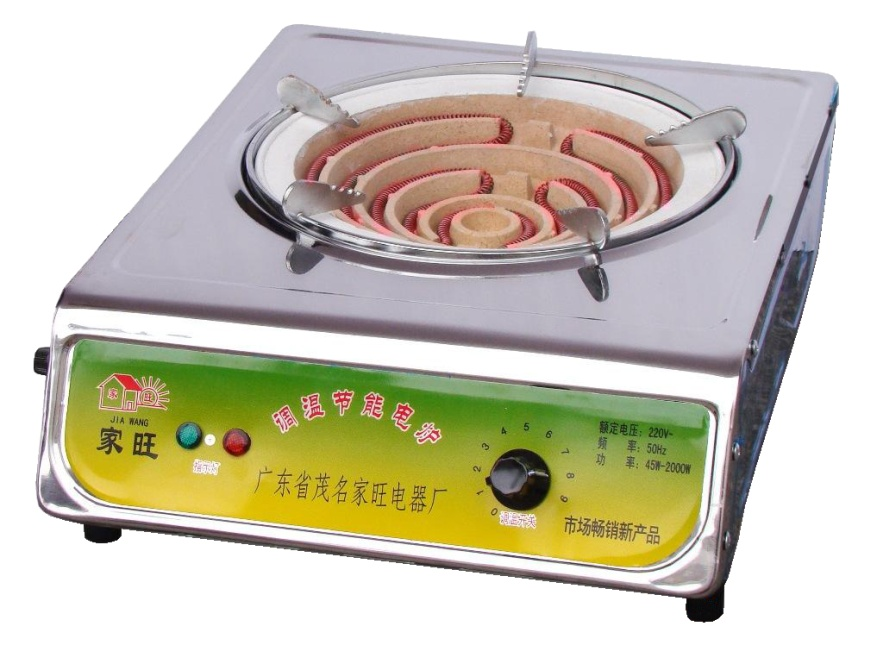 家 旺
JIA WANG
家旺
指示灯
调温节能电炉
广东省茂名家旺电器厂
0 1 2 3 4 5 6 7 8 9
调温开关
额定电压：220V~
频 率：50Hz
功 率：45W-2000W
市场畅销新产品